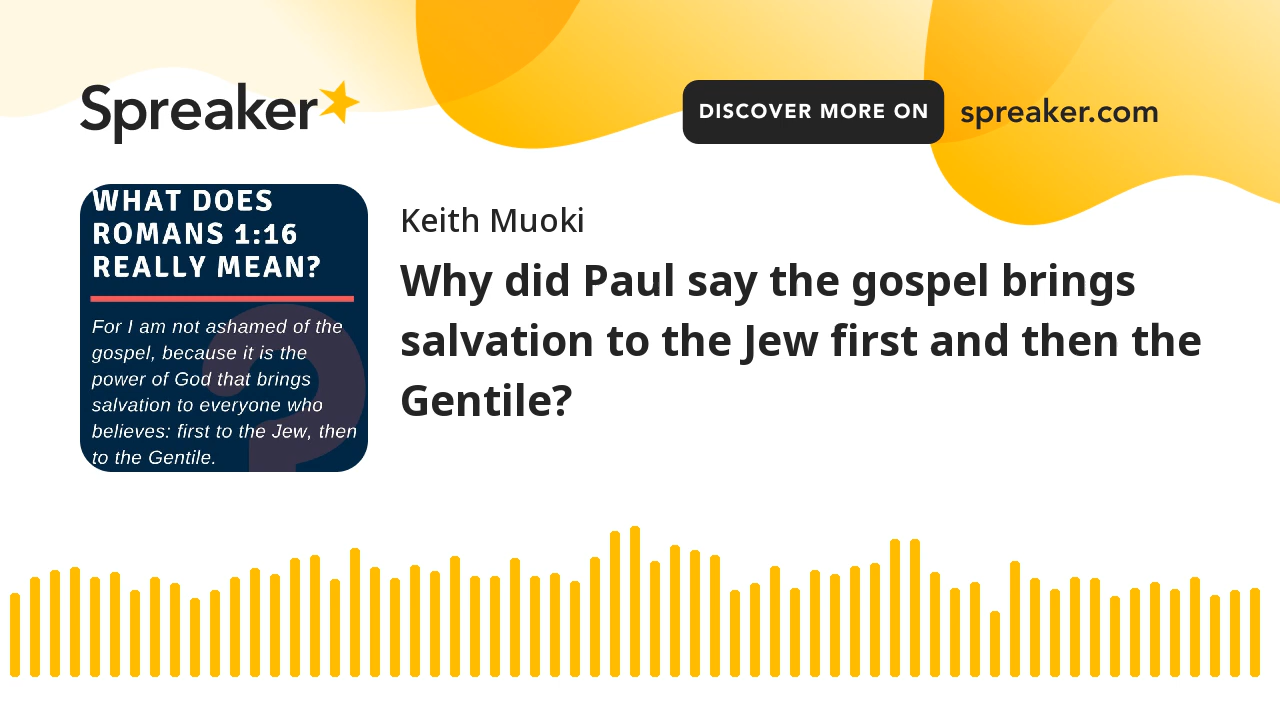 Spreaker
DISCOVER MORE ON
spreaker.com
WHAT DOES
ROMANS 1:16
REALLY MEAN?
For I am not ashamed of the
gospel, because it is the
power of God that brings
salvation to everyone who
believes: first to the Jew, then
to the Gentile.
Keith Muoki
Why did Paul say the gospel brings
salvation to the Jew first and then the
Gentile?